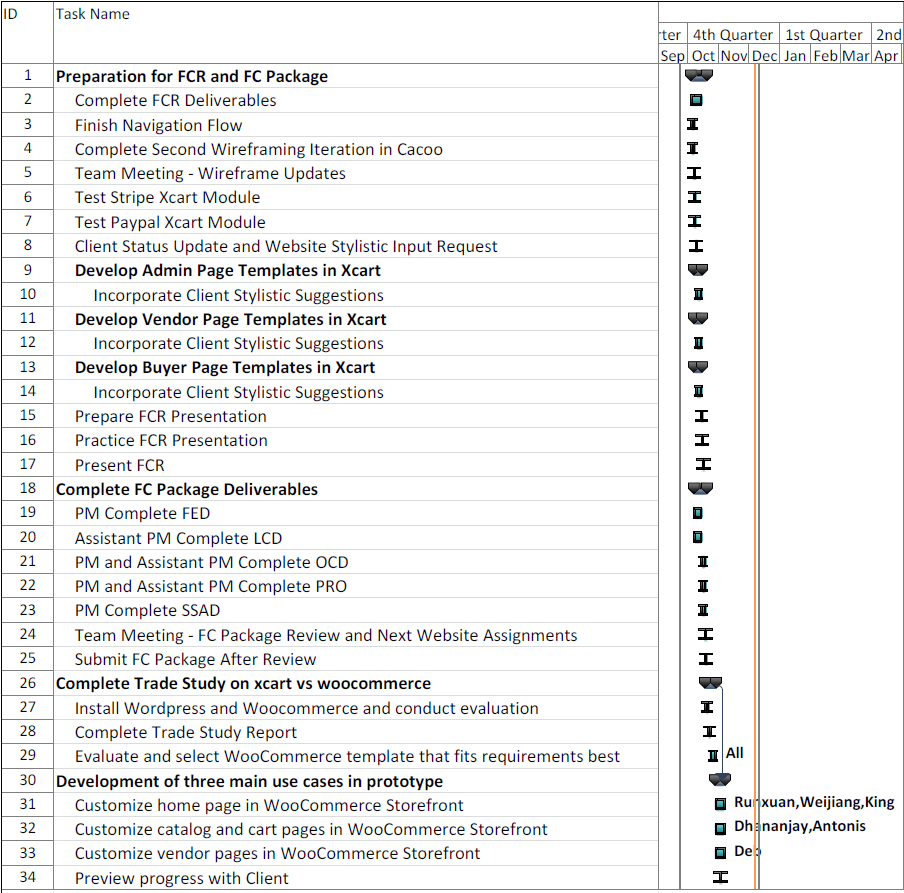 ID Task Name
rter 4th Quarter 1st Quarter 2nd
Sep Oct Nov Dec Jan Feb Mar Apr
1 Preparation for FCR and FC Package
2 Complete FCR Deliverables
3 Finish Navigation Flow
4 Complete Second Wireframing Iteration in Cacoo
5 Team Meeting - Wireframe Updates
6 Test Stripe Xcart Module
7 Test Paypal Xcart Module
8 Client Status Update and Website Stylistic Input Request
9 Develop Admin Page Templates in Xcart
10 Incorporate Client Stylistic Suggestions
11 Develop Vendor Page Templates in Xcart
12 Incorporate Client Stylistic Suggestions
13 Develop Buyer Page Templates in Xcart
14 Incorporate Client Stylistic Suggestions
15 Prepare FCR Presentation
16 Practice FCR Presentation
17 Present FCR
18 Complete FC Package Deliverables
19 PM Complete FED
20 Assistant PM Complete LCD
21 PM and Assistant PM Complete OCD
22 PM and Assistant PM Complete PRO
23 PM Complete SSAD
24 Team Meeting - FC Package Review and Next Website Assignments
25 Submit FC Package After Review
26 Complete Trade Study on xcart vs woocommerce
27 Install Wordpress and Woocommerce and conduct evaluation
28 Complete Trade Study Report
29 Evaluate and select WooCommerce template that fits requirements best All
30 Development of three main use cases in prototype
31 Customize home page in WooCommerce Storefront Runxuan,Weijiang,King
32 Customize catalog and cart pages in WooCommerce Storefront Dhananjay,Antonis
33 Customize vendor pages in WooCommerce Storefront
34 Preview progress with Client